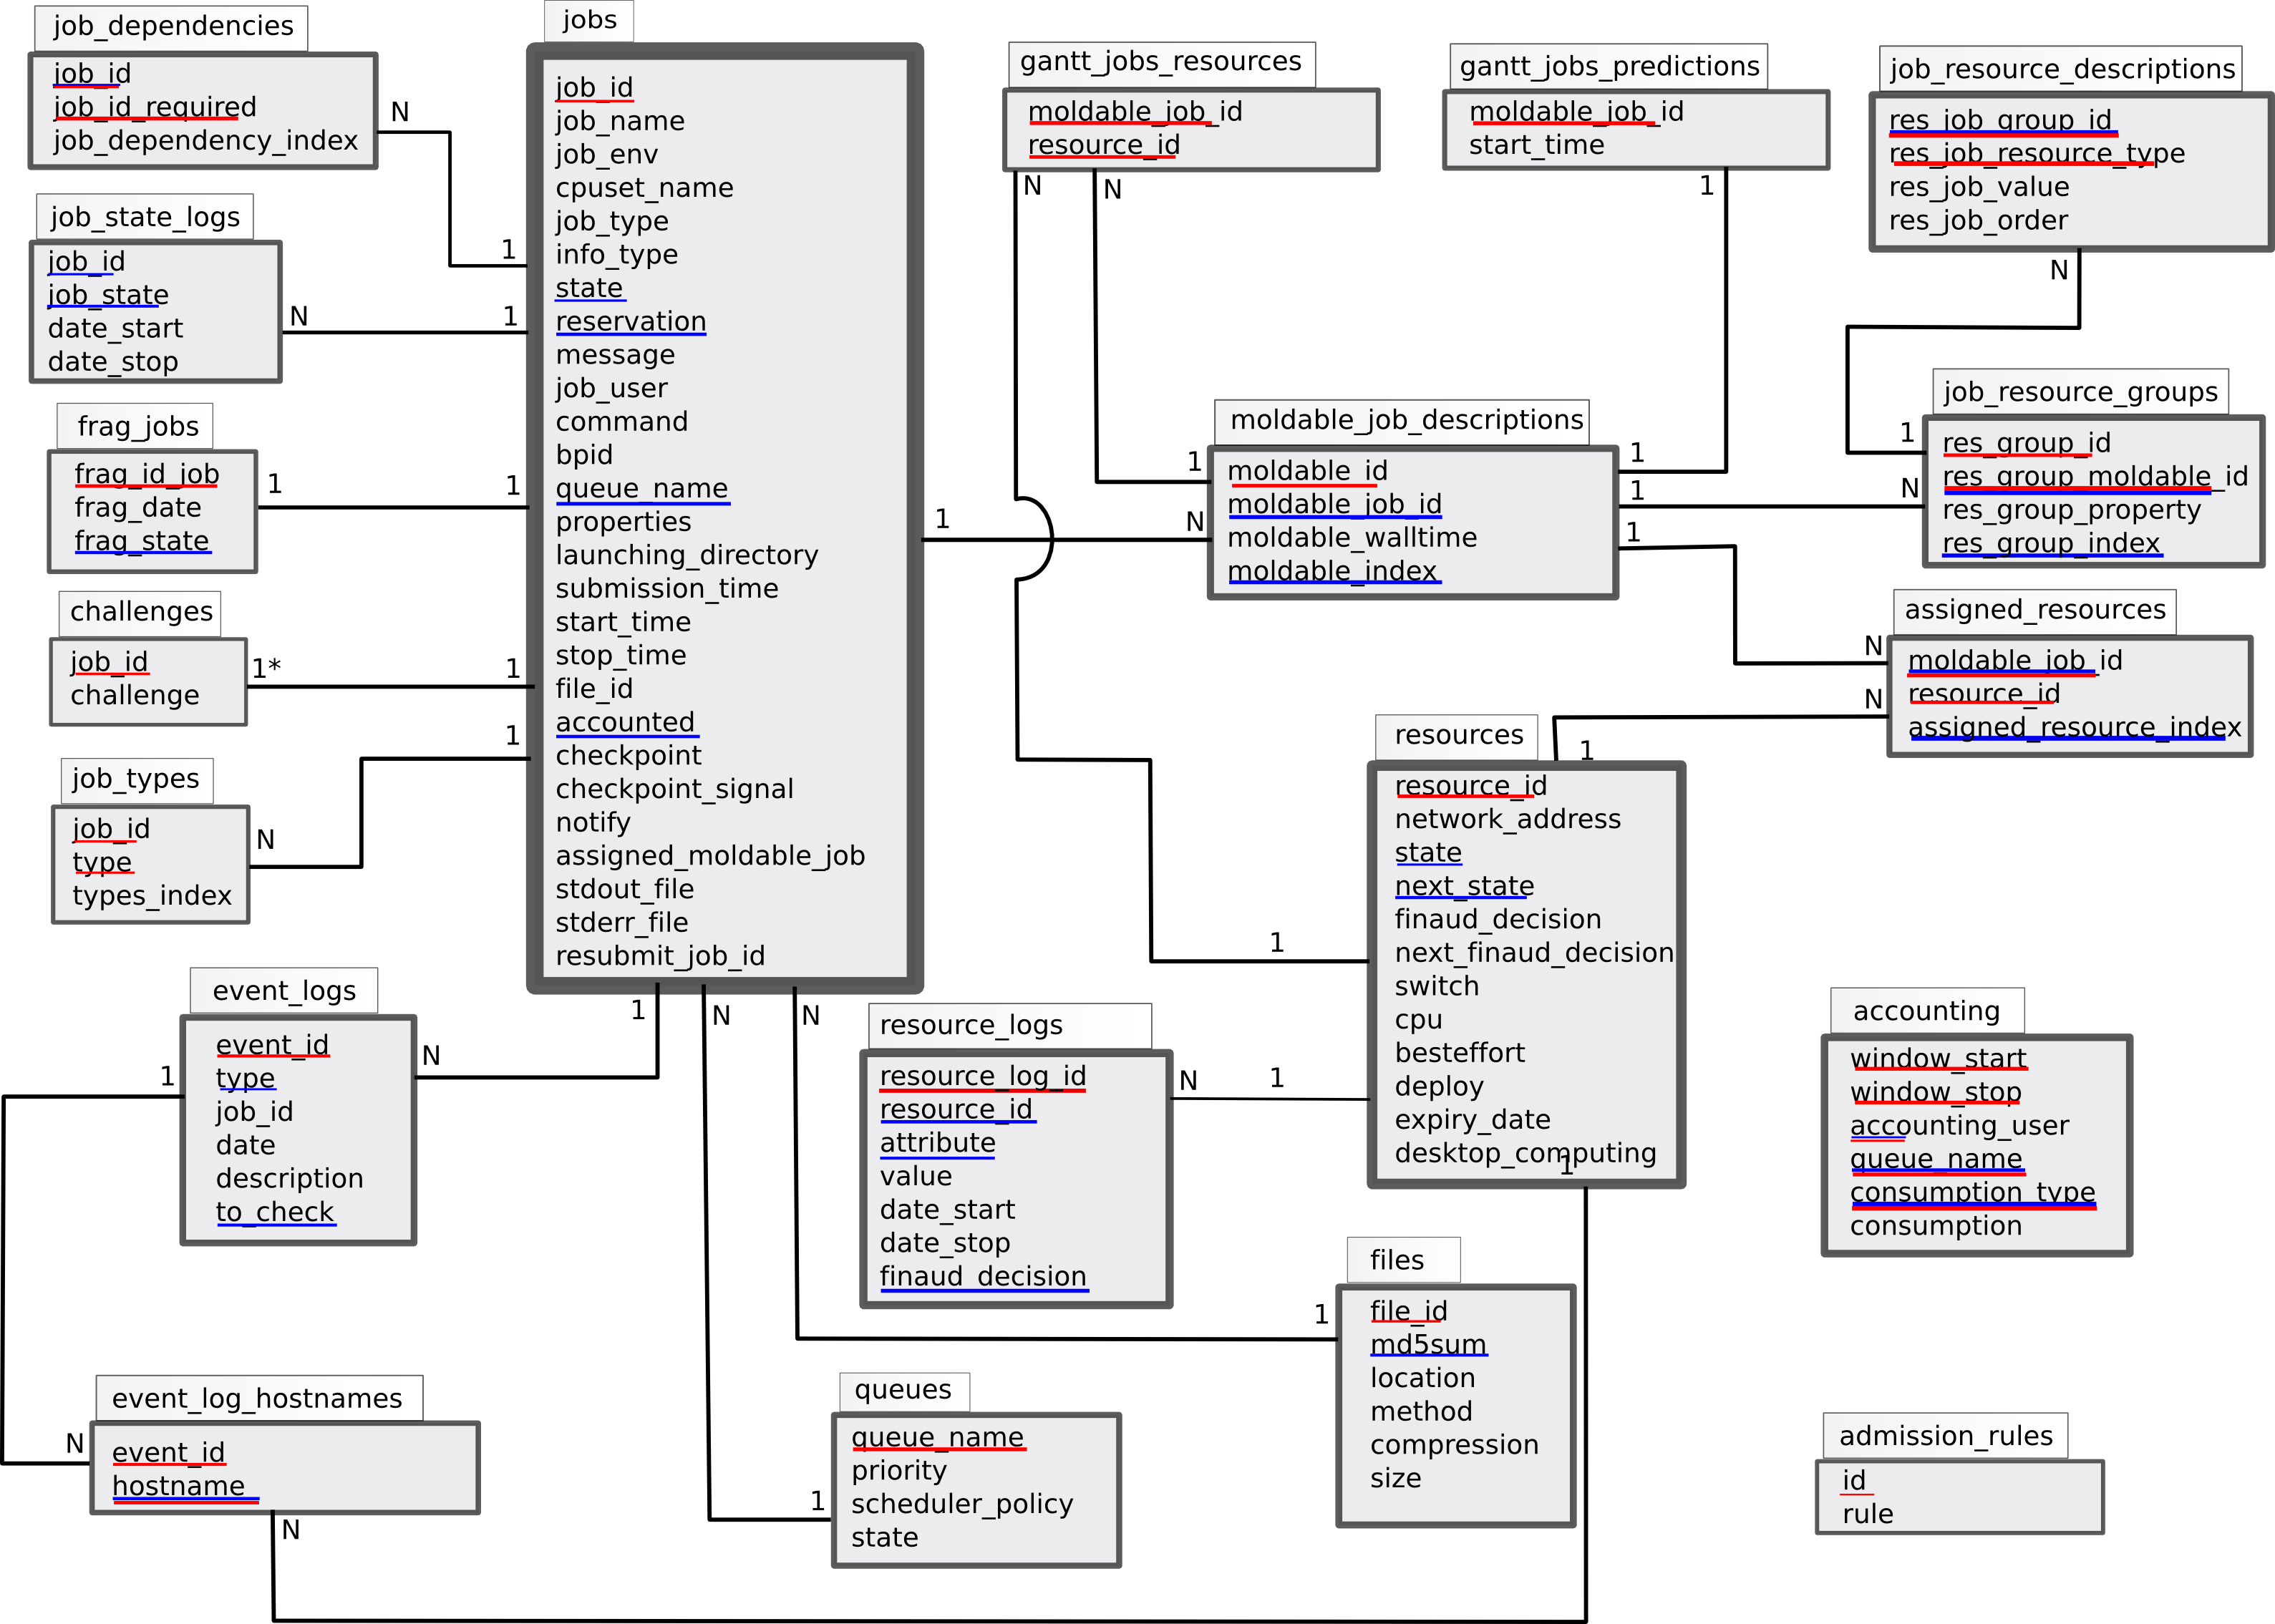 job_dependencies
job_id
job_id_required
job_dependency_index
N
1
job_state_logs
job_id
job_state
date_start
date_stop
N
1
frag_jobs
frag_id_job
frag_date
frag_state
1
1
challenges
job_id
challenge
1*
1
job_types
job_id
type
types_index
N
1
jobs
job_id
job_name
job_env
cpuset_name
job_type
info_type
state
reservation
message
job_user
command
bpid
queue_name
properties
launching_directory
submission_time
start_time
stop_time
file_id
accounted
checkpoint
checkpoint_signal
notify
assigned_moldable_job
stdout_file
stderr_file
resubmit_job_id
1
N
N
1
N
gantt_jobs_resources
moldable_job_id
resource_id
N
N
gantt_jobs_predictions
moldable_job_id
start_time
1
job_resource_descriptions
res_job_group_id
res_job_resource_type
res_job_value
res_job_order
N
moldable_job_descriptions
moldable_id
moldable_job_id
moldable_walltime
moldable_index
1
1
1
1
job_resource_groups
res_group_id
res_group_moldable_id
res_group_property
res_group_index
1
N
assigned_resources
moldable_job_id
resource_id
assigned_resource_index
N
N
resources
1
resource_id
network_address
state
next_state
finaud_decision
next_finaud_decision
switch
cpu
besteffort
deploy
expiry_date
desktop_computing
1
1
1
event_logs
event_id
type
job_id
date
description
to_check
1
N
resource_logs
resource_log_id
resource_id
attribute
value
date_start
date_stop
finaud_decision
N
accounting
window_start
window_stop
accounting_user
queue_name
consumption_type
consumption
files
file_id
md5sum
location
method
compression
size
1
event_log_hostnames
event_id
hostname
N
N
queues
queue_name
priority
scheduler_policy
state
1
admission_rules
id
rule